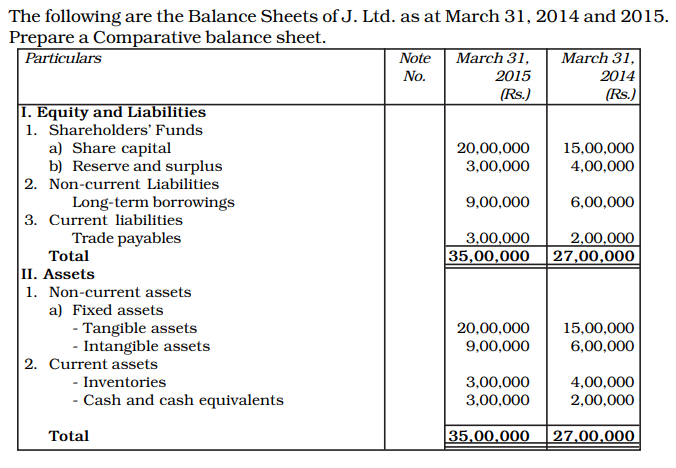 The following are the Balance Sheets of J. Ltd. as at March 31, 2014 and 2015.
Prepare a Comparative balance sheet.
Particulars Note March 31, March 31,
No. 2015 2014
(Rs.) (Rs.)
I. Equity and Liabilities
1. Shareholders' Funds
a) Share capital 20,00,000 15,00,000
b) Reserve and surplus 3,00,000 4,00,000
2. Non-current Liabilities
Long-term borrowings 9,00,000 6,00,000
3. Current liabilities
Trade payables 3,00,000 2,00,000
Total 35,00,000 27,00,000
II. Assets
1. Non-current assets
a) Fixed assets
- Tangible assets 20,00,000 15,00,000
- Intangible assets 9,00,000 6,00,000
2. Current assets
- Inventories 3,00,000 4,00,000
- Cash and cash equivalents 3,00,000 2,00,000
Total 35,00,000 27,00,000